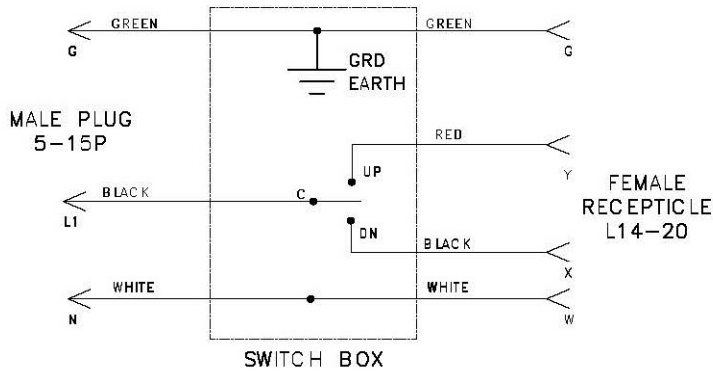 GREEN
GREEN
G
G
GRD
EARTH
MALE PLUG
5-15P
RED
UP
Y
BLACK
C
FEMALE
RECEPTICLE
L14-20
L1
DN
BLACK
X
WHITE
WHITE
N
W
SWITCH BOX